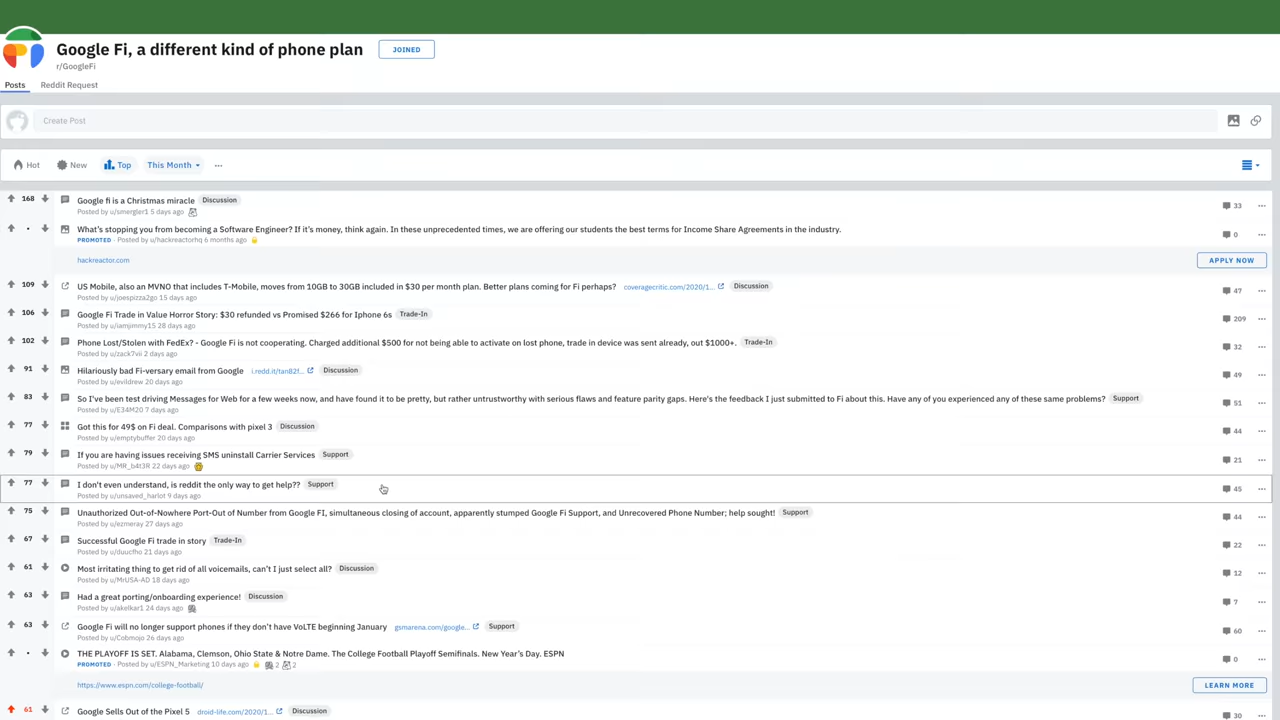 Google Fi, a different kind of phone plan JOINED
r/GoogleFi
Posts Reddit Request
Create Post
Hot New Top This Month ...
168 Google fi is a Christmas miracle Discussion 33 ...
Posted by u/smergler1 5 days ago
• What's stopping you from becoming a Software Engineer? If it's money, think again. In these unprecedented times, we are offering our students the best terms for Income Share Agreements in the industry. 0 ...
PROMOTED · Posted by u/hackreactorhq 6 months ago
hackreactor.com APPLY NOW
109 US Mobile, also an MVNO that includes T-Mobile, moves from 10GB to 30GB included in $30 per month plan. Better plans coming for Fi perhaps? coveragecritic.com/2020/1... Discussion 47 ...
Posted by u/joespizza2go 15 days ago
106 Google Fi Trade in Value Horror Story: $30 refunded vs Promised $266 for Iphone 6s Trade-In 209 ...
Posted by u/iamjimmy15 28 days ago
102 Phone Lost/Stolen with FedEx? - Google Fi is not cooperating. Charged additional $500 for not being able to activate on lost phone, trade in device was sent already, out $1000+. Trade-In 32 ...
Posted by u/zack7vii 2 days ago
91 Hilariously bad Fi-versary email from Google i.redd.it/tan82f... Discussion 49 ...
Posted by u/evildrew 20 days ago
83 So I've been test driving Messages for Web for a few weeks now, and have found it to be pretty, but rather untrustworthy with serious flaws and feature parity gaps. Here's the feedback I just submitted to Fi about this. Have any of you experienced any of these same problems? Support 51 ...
Posted by u/E34M20 7 days ago
77 Got this for 49$ on Fi deal. Comparisons with pixel 3 Discussion 44 ...
Posted by u/emptybuffer 20 days ago
79 If you are having issues receiving SMS uninstall Carrier Services Support 21 ...
Posted by u/MR_b4t3R 22 days ago
77 I don't even understand, is reddit the only way to get help?? Support 45 ...
Posted by u/unsaved_harlot 9 days ago
75 Unauthorized Out-of-Nowhere Port-Out of Number from Google FI, simultaneous closing of account, apparently stumped Google Fi Support, and Unrecovered Phone Number; help sought! Support 44 ...
Posted by u/ezmeray 27 days ago
67 Successful Google Fi trade in story Trade-In 22 ...
Posted by u/duucfho 21 days ago
61 Most irritating thing to get rid of all voicemails, can't I just select all? Discussion 12 ...
Posted by u/MrUSA-AD 18 days ago
63 Had a great porting/onboarding experience! Discussion 7 ...
Posted by u/akelkar1 24 days ago
63 Google Fi will no longer support phones if they don't have VoLTE beginning January gsmarena.com/google... Support 60 ...
Posted by u/Cobmojo 26 days ago
• THE PLAYOFF IS SET. Alabama, Clemson, Ohio State & Notre Dame. The College Football Playoff Semifinals. New Year's Day. ESPN 0 ...
PROMOTED · Posted by u/ESPN_Marketing 10 days ago 2 2
https://www.espn.com/college-football/ LEARN MORE
61 Google Sells Out of the Pixel 5 droid-life.com/2020/1... Discussion 30 ...